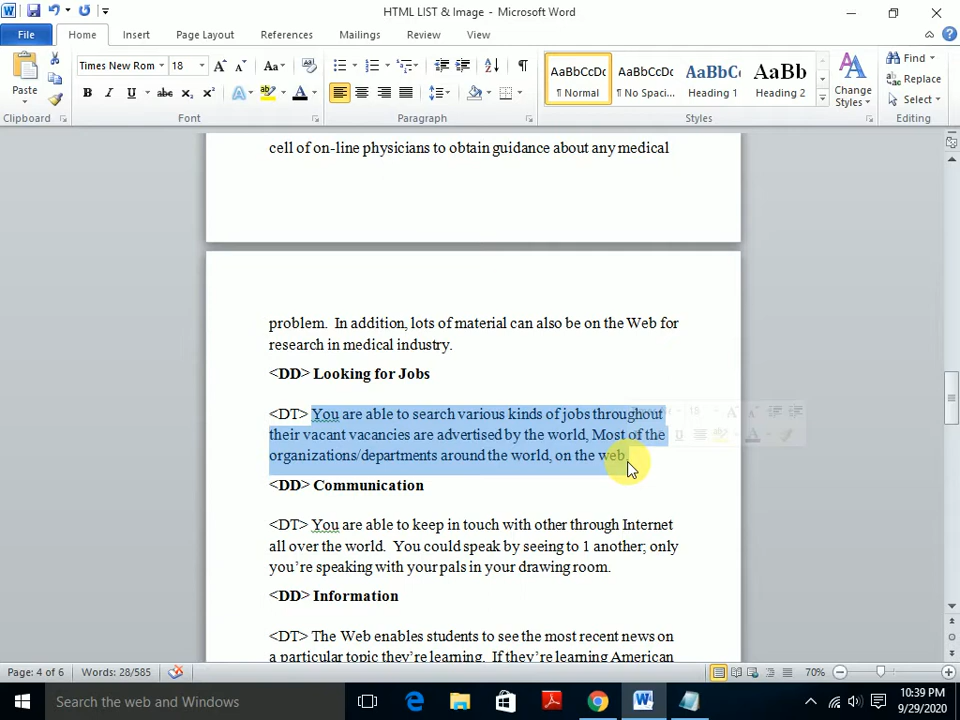 HTML LIST & Image - Microsoft Word
File Home Insert Page Layout References Mailings Review View
Paste
Clipboard
Times New Rom 18
Font
Paragraph
AaBbCcDc AaBbCcDc AaBbCc AaBb
¶ Normal ¶ No Spaci... Heading 1 Heading 2
Change Styles
Styles
Find
Replace
Select
Editing
cell of on-line physicians to obtain guidance about any medical
problem. In addition, lots of material can also be on the Web for
research in medical industry.
<DD> Looking for Jobs
<DT> You are able to search various kinds of jobs throughout
their vacant vacancies are advertised by the world, Most of the
organizations/departments around the world, on the web.
<DD> Communication
<DT> You are able to keep in touch with other through Internet
all over the world. You could speak by seeing to 1 another; only
you're speaking with your pals in your drawing room.
<DD> Information
<DT> The Web enables students to see the most recent news on
a particular topic they're learning. If they're learning American
Page: 4 of 6 Words: 28/585 70%
Search the web and Windows
10:39 PM
9/29/2020